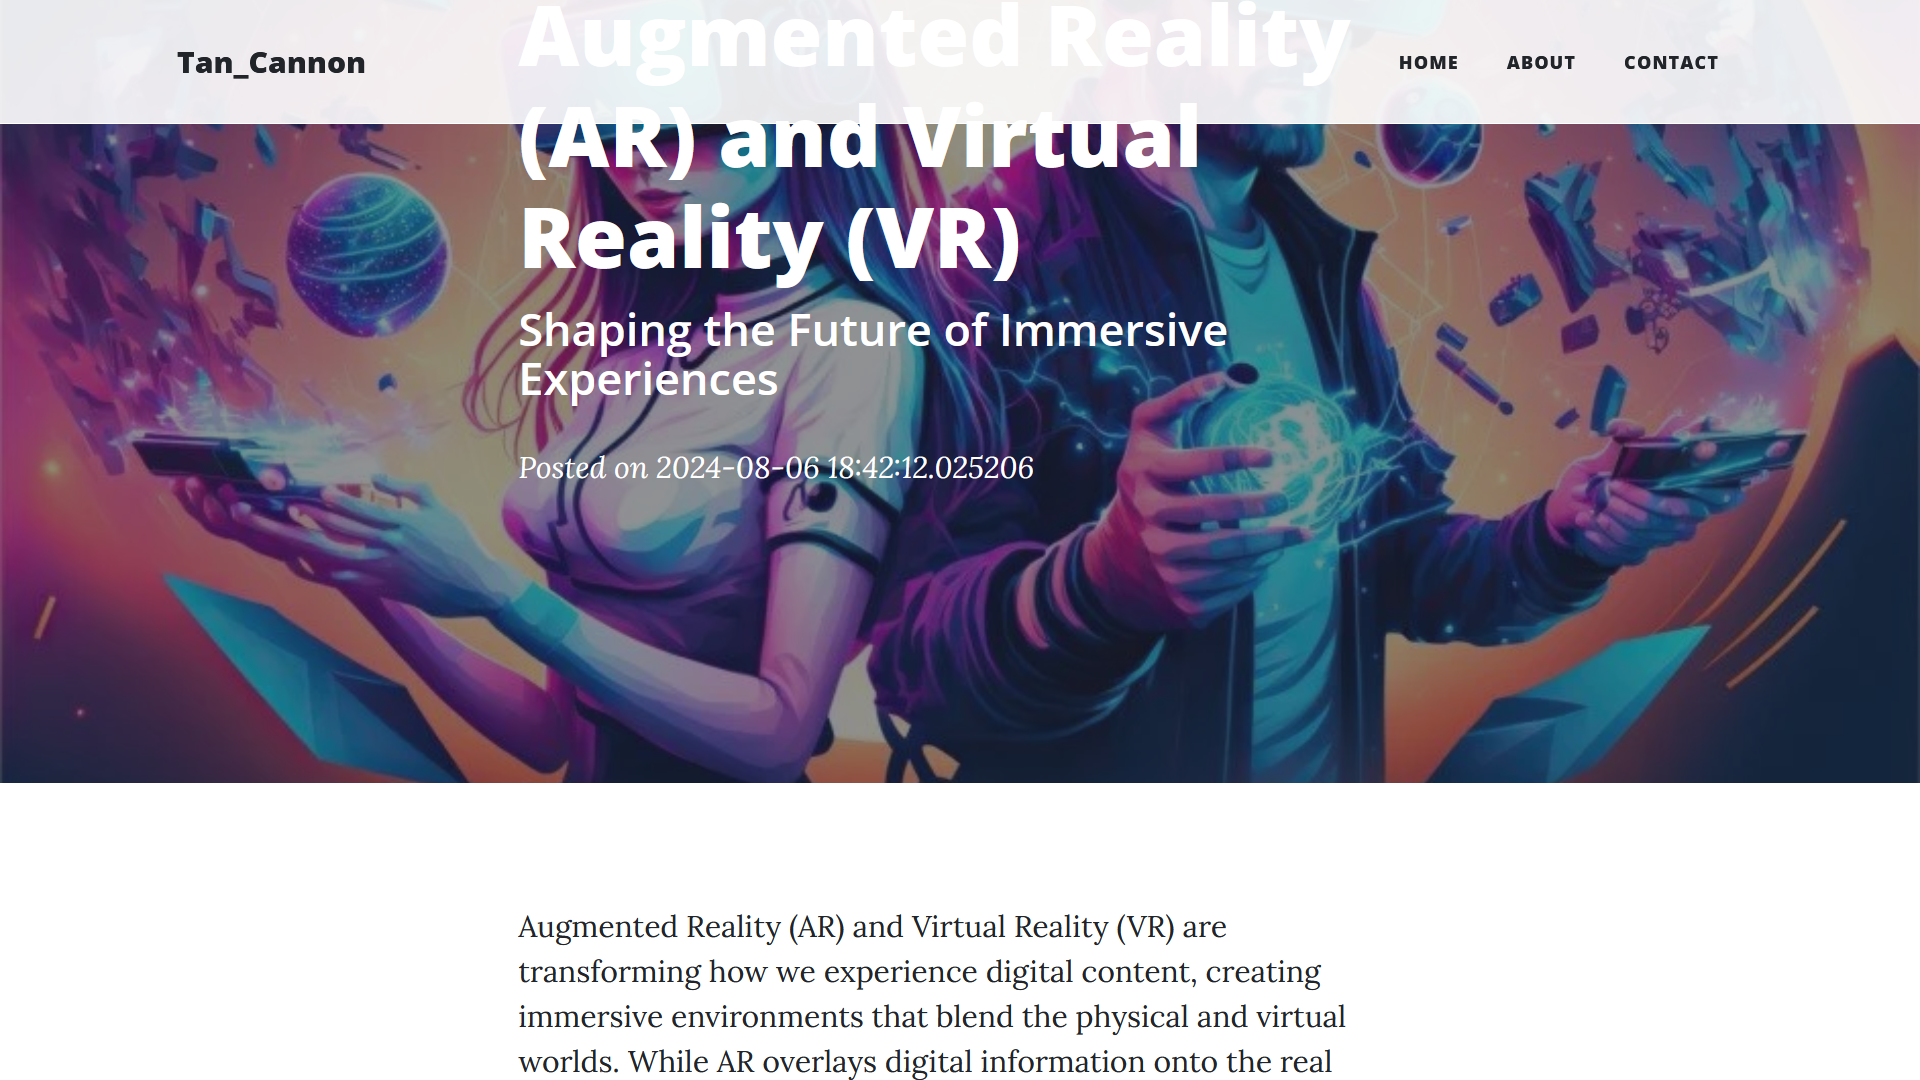 Tan_Cannon
HOME
ABOUT
CONTACT
Augmented Reality
(AR) and Virtual
Reality (VR)
Shaping the Future of Immersive
Experiences
Posted on 2024-08-06 18:42:12.025206
Augmented Reality (AR) and Virtual Reality (VR) are
transforming how we experience digital content, creating
immersive environments that blend the physical and virtual
worlds. While AR overlays digital information onto the real